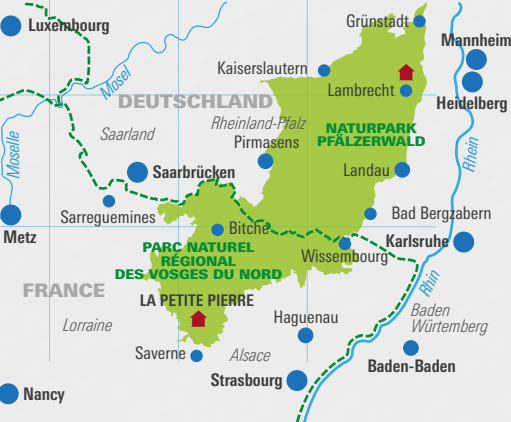 Grünstadt
Luxembourg
Mannheim
Kaiserslautern
Mosel
Lambrecht
DEUTSCHLAND
Heidelberg
Rheinland-Pfalz
NATURPARK
PFÄLZERWALD
Saarland
Pirmasens
Moselle
Rhein
Saarbrücken
Landau
Sarreguemines
Bad Bergzabern
Metz
Bitche
Karlsruhe
PARC NATUREL
RÉGIONAL
DES VOSGES DU NORD
Wissembourg
Rhin
FRANCE
LA PETITE PIERRE
Lorraine
Haguenau
Baden
Würtemberg
Saverne
Alsace
Baden-Baden
Strasbourg
Nancy